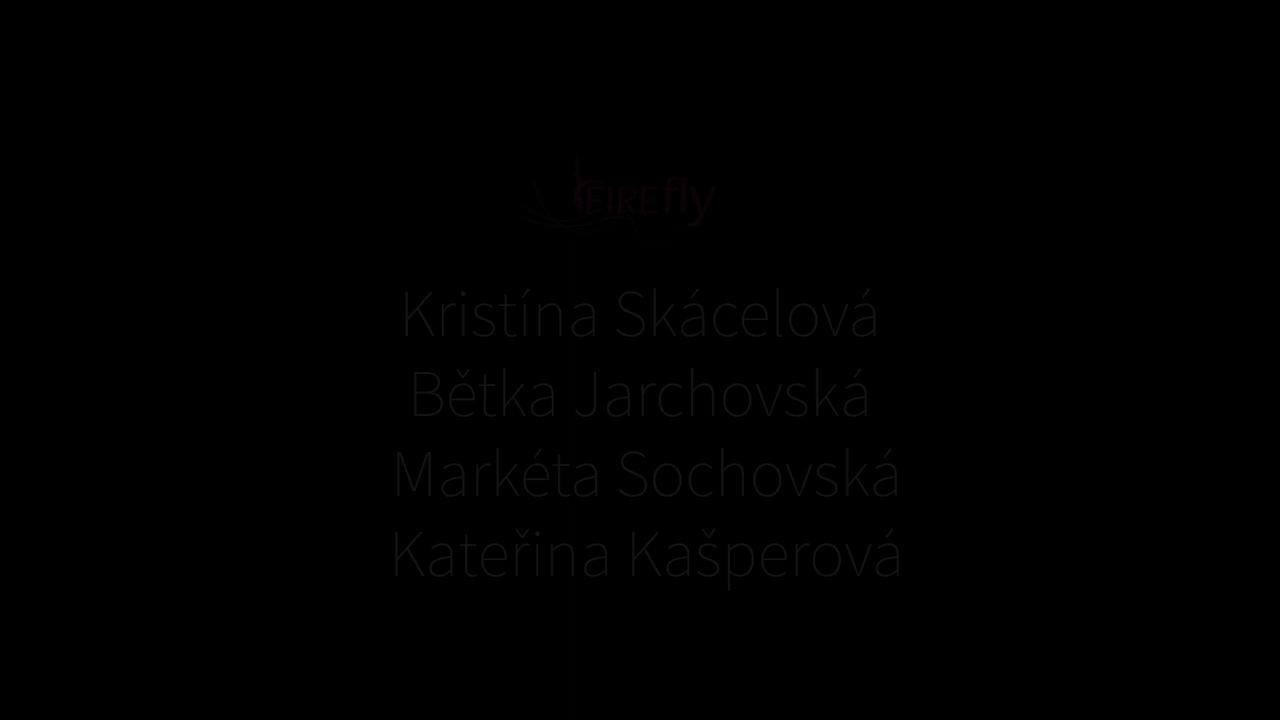 FIREfly
Kristína Skácelová
Bětka Jarchovská
Markéta Sochovská
Kateřina Kašperová